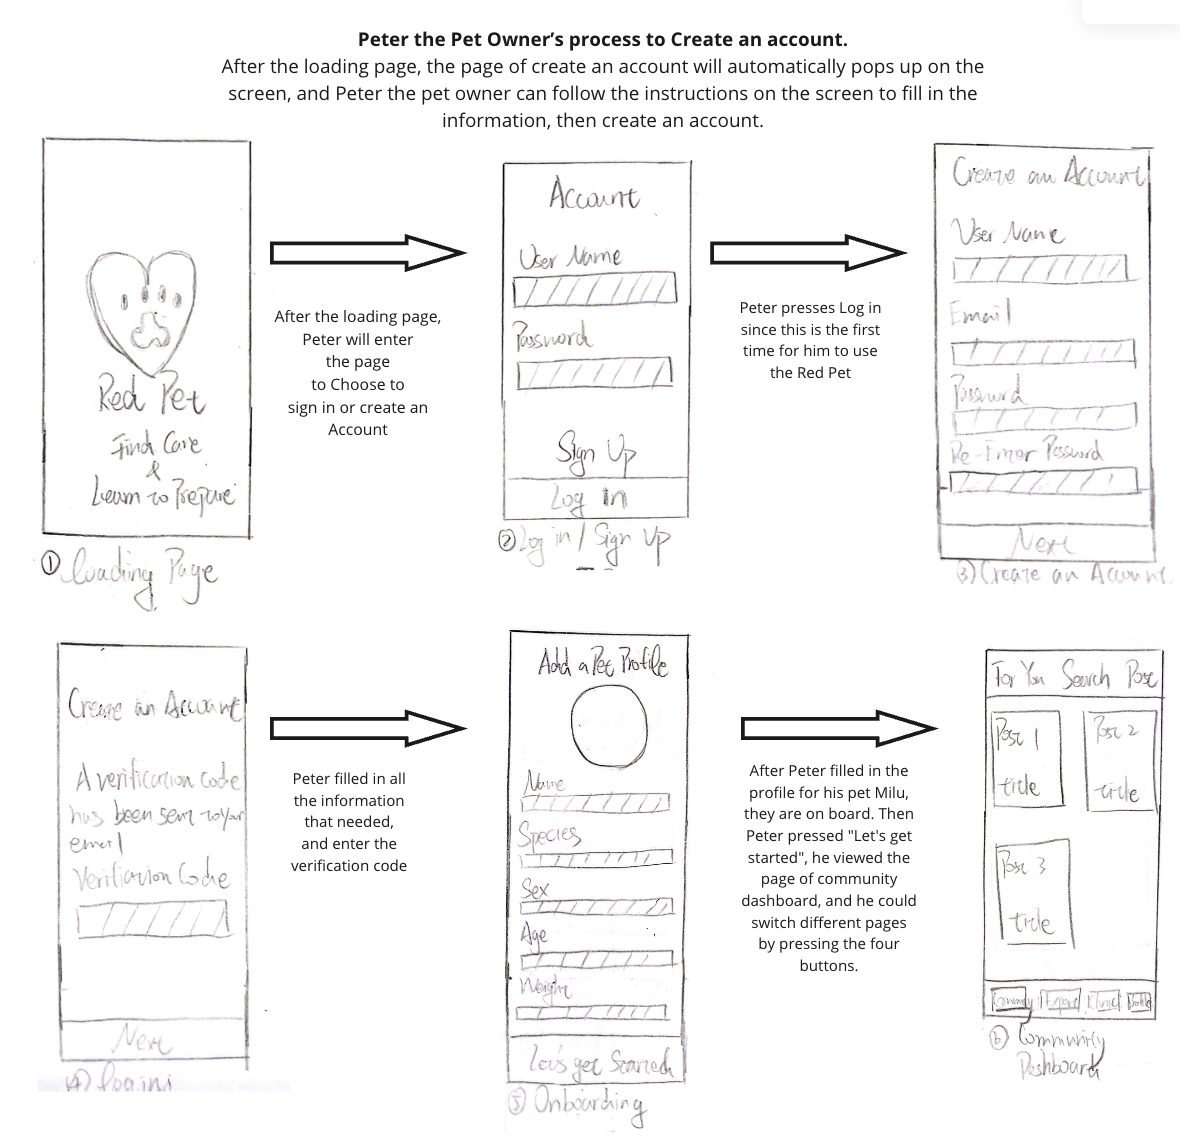 Peter the Pet Owner’s process to Create an account.
After the loading page, the page of create an account will automatically pops up on the
screen, and Peter the pet owner can follow the instructions on the screen to fill in the
information, then create an account.
Red Pet
Find Care
&
Learn to Prepare
① Loading Page
After the loading page,
Peter will enter
the page
to Choose to
sign in or create an
Account
Account
User Name
Password
Sign Up
Log In
② Log in / Sign Up
Peter presses Log in
since this is the first
time for him to use
the Red Pet
Create an Account
User Name
Email
Password
Re-Enter Password
Next
③ Create an Account
Create an Account
A verification code
has been sent to your
email
Verification Code
Next
④
Peter filled in all
the information
that needed,
and enter the
verification code
Add a Pet Profile
Name
Species
Sex
Age
Weight
Let's get Started
⑤ Onboarding
After Peter filled in the
profile for his pet Milu,
they are on board. Then
Peter pressed "Let's get
started", he viewed the
page of community
dashboard, and he could
switch different pages
by pressing the four
buttons.
For You Search Post
Post 1
title
Post 2
title
Post 3
title
Community Profile
⑥ Community
Dashboard